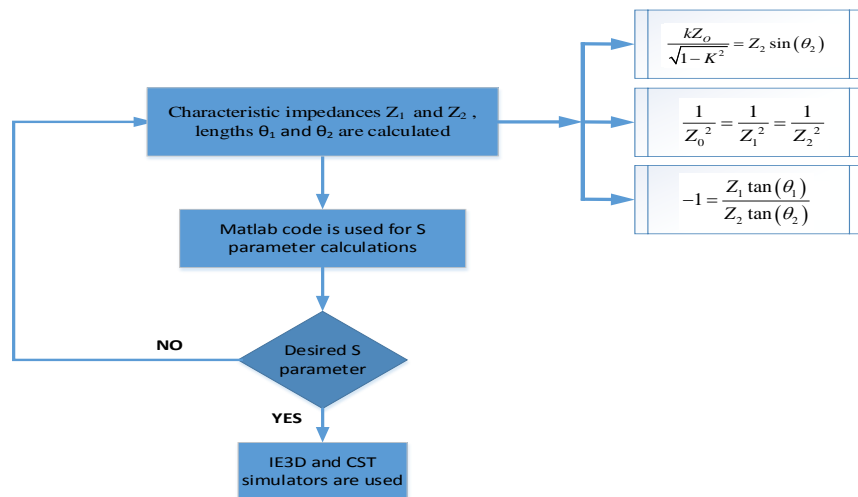 Characteristic impedances Z₁ and Z₂ ,
lengths θ₁ and θ₂ are calculated
kZ_O / √(1 − K²) = Z₂ sin(θ₂)
1 / Z₀² = 1 / Z₁² = 1 / Z₂²
−1 = Z₁ tan(θ₁) / Z₂ tan(θ₂)
Matlab code is used for S
parameter calculations
Desired S
parameter
NO
YES
IE3D and CST
simulators are used